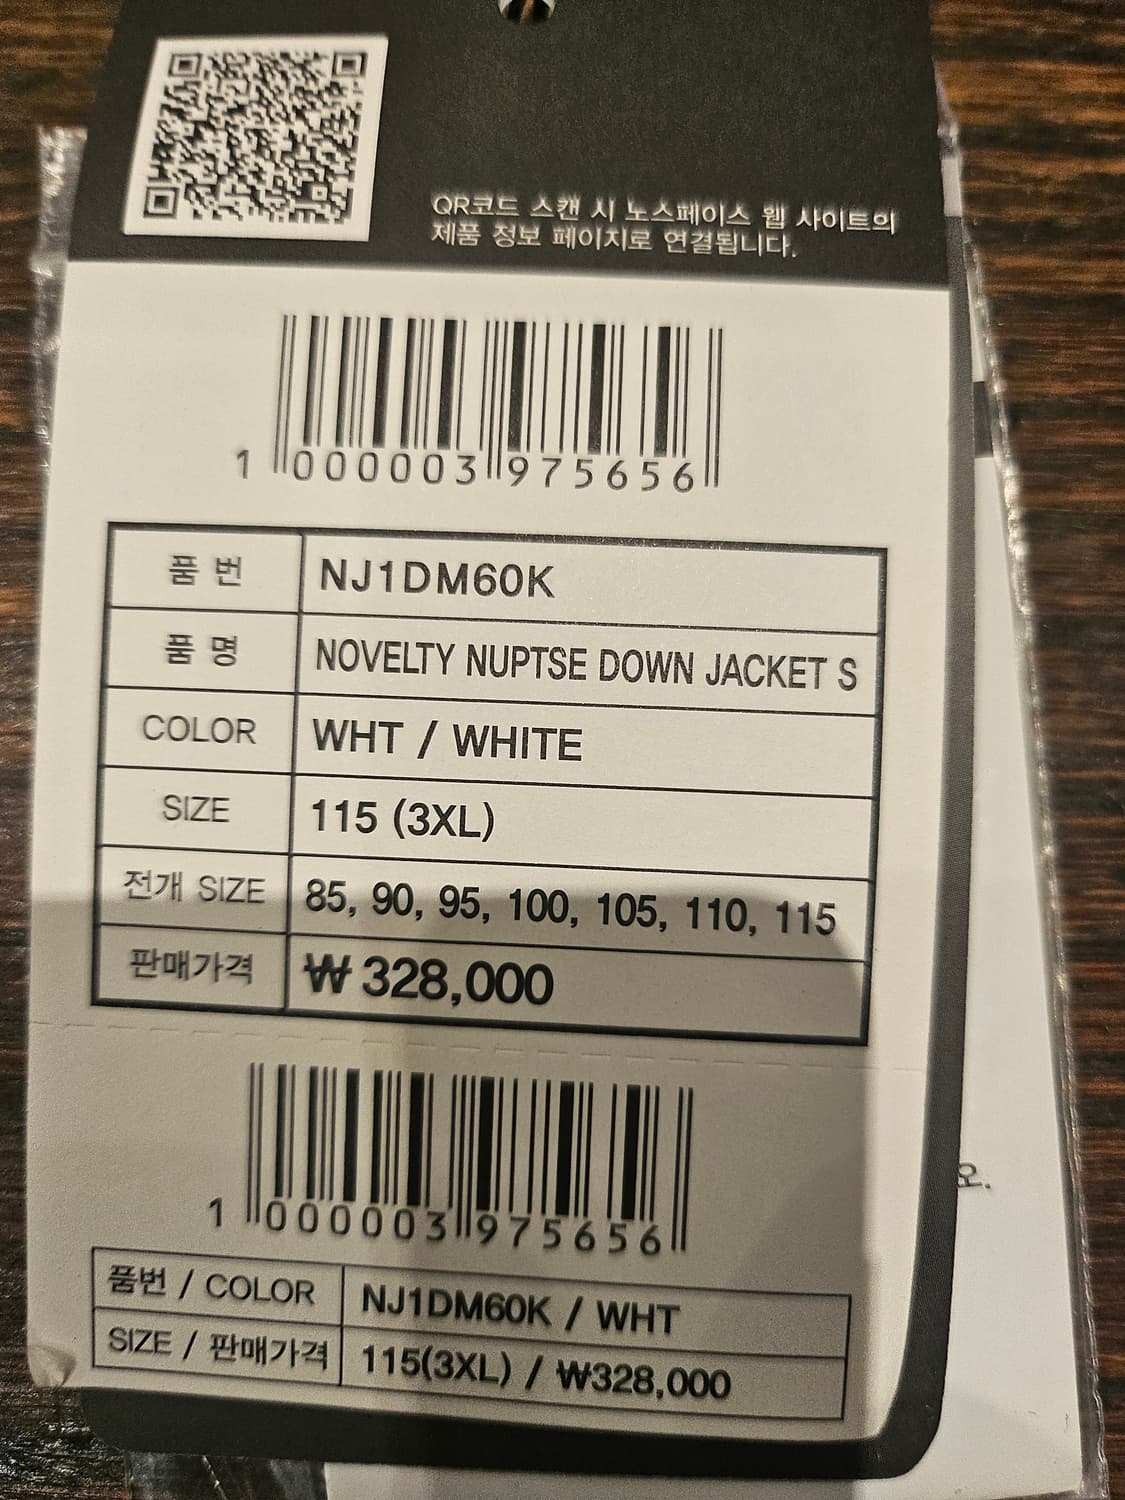 QR코드 스캔 시 노스페이스 웹 사이트의
제품 정보 페이지로 연결됩니다.
1 000003 975656
품 번 NJ1DM60K
품 명 NOVELTY NUPTSE DOWN JACKET S
COLOR WHT / WHITE
SIZE 115 (3XL)
전개 SIZE 85, 90, 95, 100, 105, 110, 115
판매가격 ₩ 328,000
1 000003 975656
품번 / COLOR NJ1DM60K / WHT
SIZE / 판매가격 115(3XL) / ₩328,000
오.